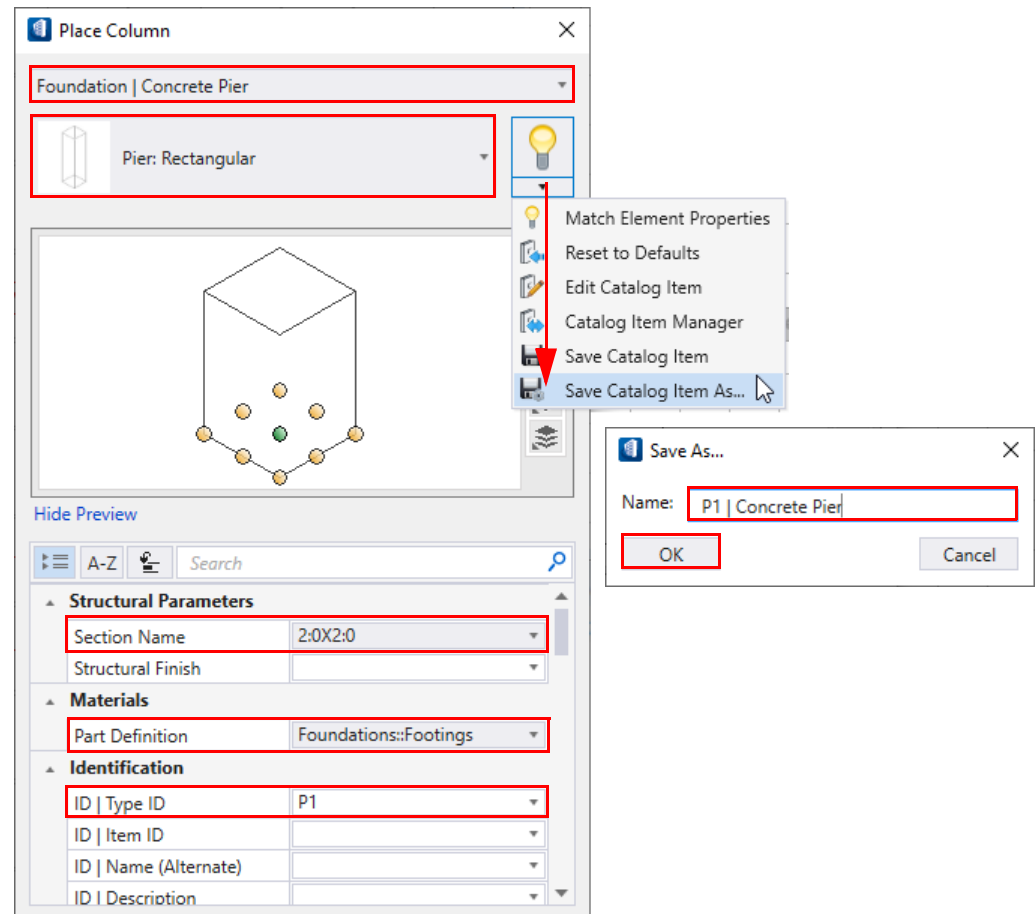 Place Column
Foundation | Concrete Pier
Pier: Rectangular
Match Element Properties
Reset to Defaults
Edit Catalog Item
Catalog Item Manager
Save Catalog Item
Save Catalog Item As...
Save As...
Name: P1 | Concrete Pier
OK Cancel
Hide Preview
A-Z Search
Structural Parameters
Section Name 2:0X2:0
Structural Finish
Materials
Part Definition Foundations::Footings
Identification
ID | Type ID P1
ID | Item ID
ID | Name (Alternate)
ID | Description